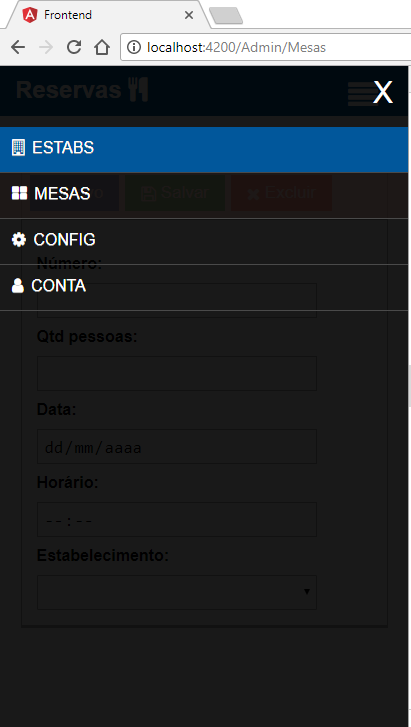 Frontend
localhost:4200/Admin/Mesas
Reservas
X
ESTABS
MESAS
Salvar
Excluir
CONFIG
Número:
CONTA
Qtd pessoas:
Data:
dd/mm/aaaa
Horário:
--:--
Estabelecimento: